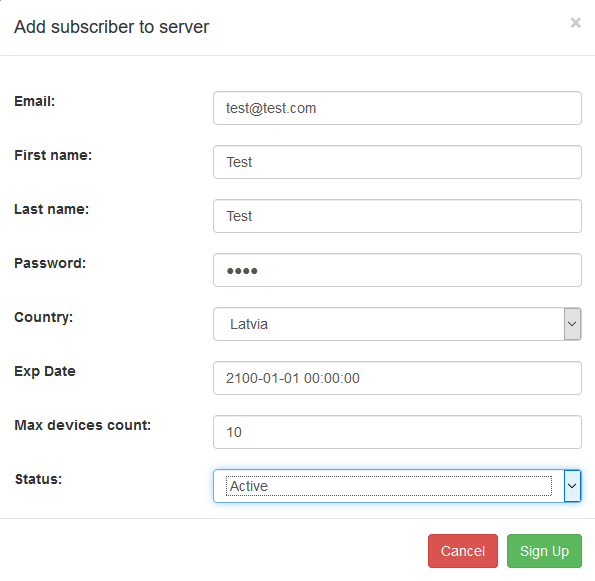 Add subscriber to server ×
Email: test@test.com
First name: Test
Last name: Test
Password: ●●●●
Country: Latvia
Exp Date 2100-01-01 00:00:00
Max devices count: 10
Status: Active
Cancel Sign Up